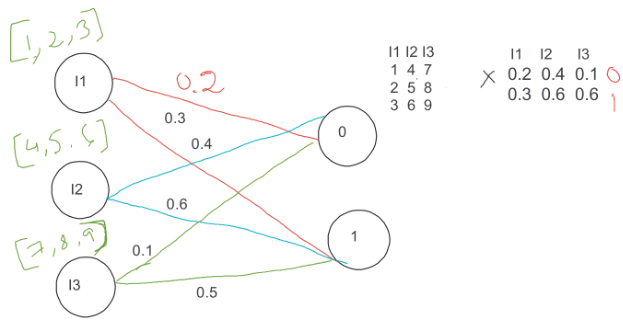 [1, 2, 3]
I1
0.2
0.3
0.4
0
[4, 5. 6]
I2
0.6
[7, 8, 9]
0.1
1
I3
0.5
I1 I2 I3
1 4 7
2 5 8
3 6 9
X
I1 I2 I3
0.2 0.4 0.1 0
0.3 0.6 0.6 1